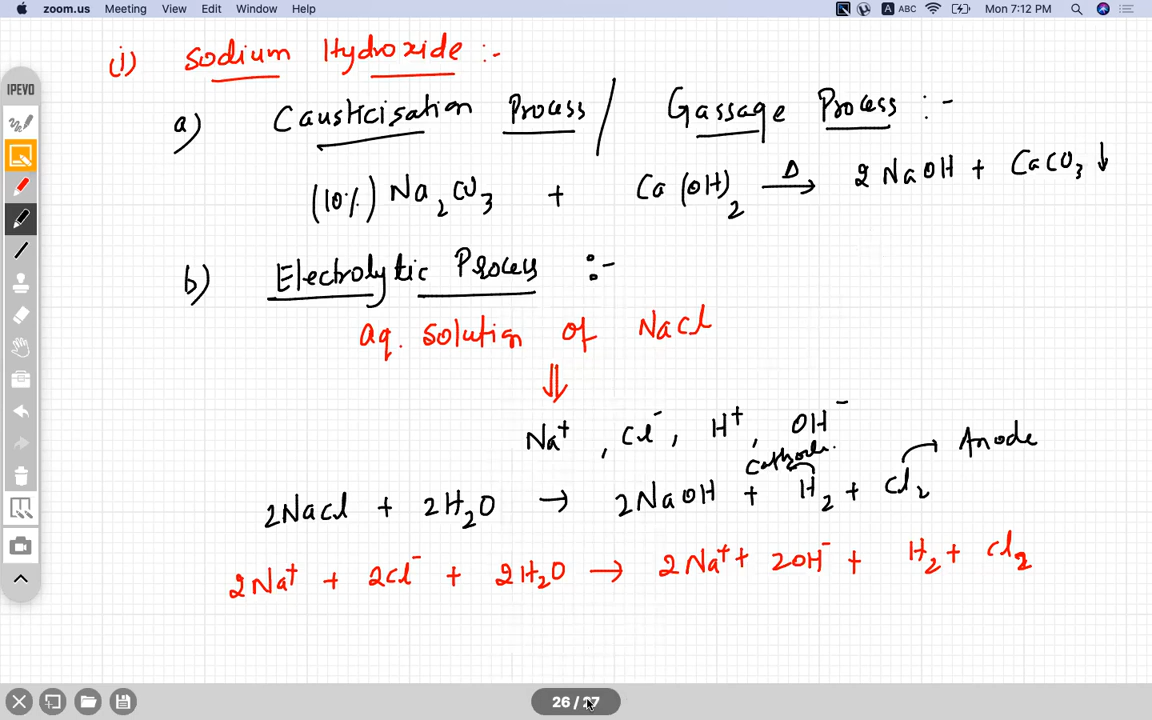 zoom.us Meeting View Edit Window Help A ABC Mon 7:12 PM
IPEVO
(i) Sodium Hydroxide :-
a) Causticisation Process / Gassage Process :-
(10%) Na₂CO₃ + Ca(OH)₂ —Δ→ 2NaOH + CaCO₃↓
b) Electrolytic Process :-
aq. solution of NaCl
⇓
Na⁺, Cl⁻, H⁺, OH⁻
Cathode. Anode
2NaCl + 2H₂O → 2NaOH + H₂ + Cl₂
2Na⁺ + 2Cl⁻ + 2H₂O → 2Na⁺ + 2OH⁻ + H₂ + Cl₂
26 / 27